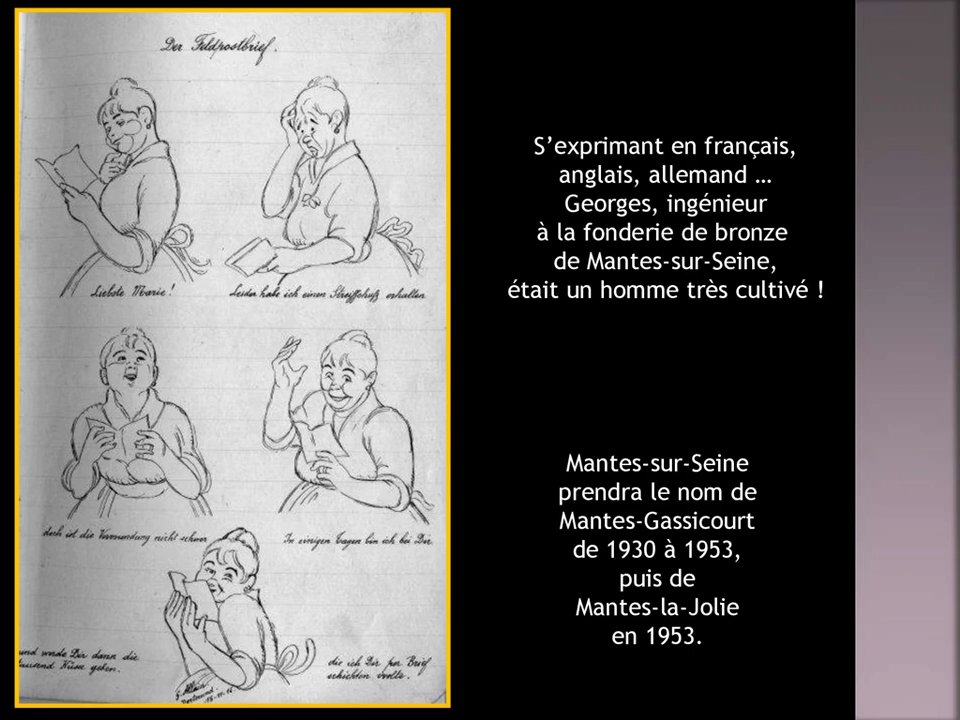 Der Feldpostbrief.
Liebste Marie!
Leider habe ich einen Streifschuß erhalten
doch ist die Verwundung nicht schwer
In einigen Tagen bin ich bei Dir
und werde Dir dann die
tausend Küsse geben.
die ich Dir per Brief
schicken wollte.
G. Allain
Dortmund
S’exprimant en français,
anglais, allemand …
Georges, ingénieur
à la fonderie de bronze
de Mantes-sur-Seine,
était un homme très cultivé !
Mantes-sur-Seine
prendra le nom de
Mantes-Gassicourt
de 1930 à 1953,
puis de
Mantes-la-Jolie
en 1953.